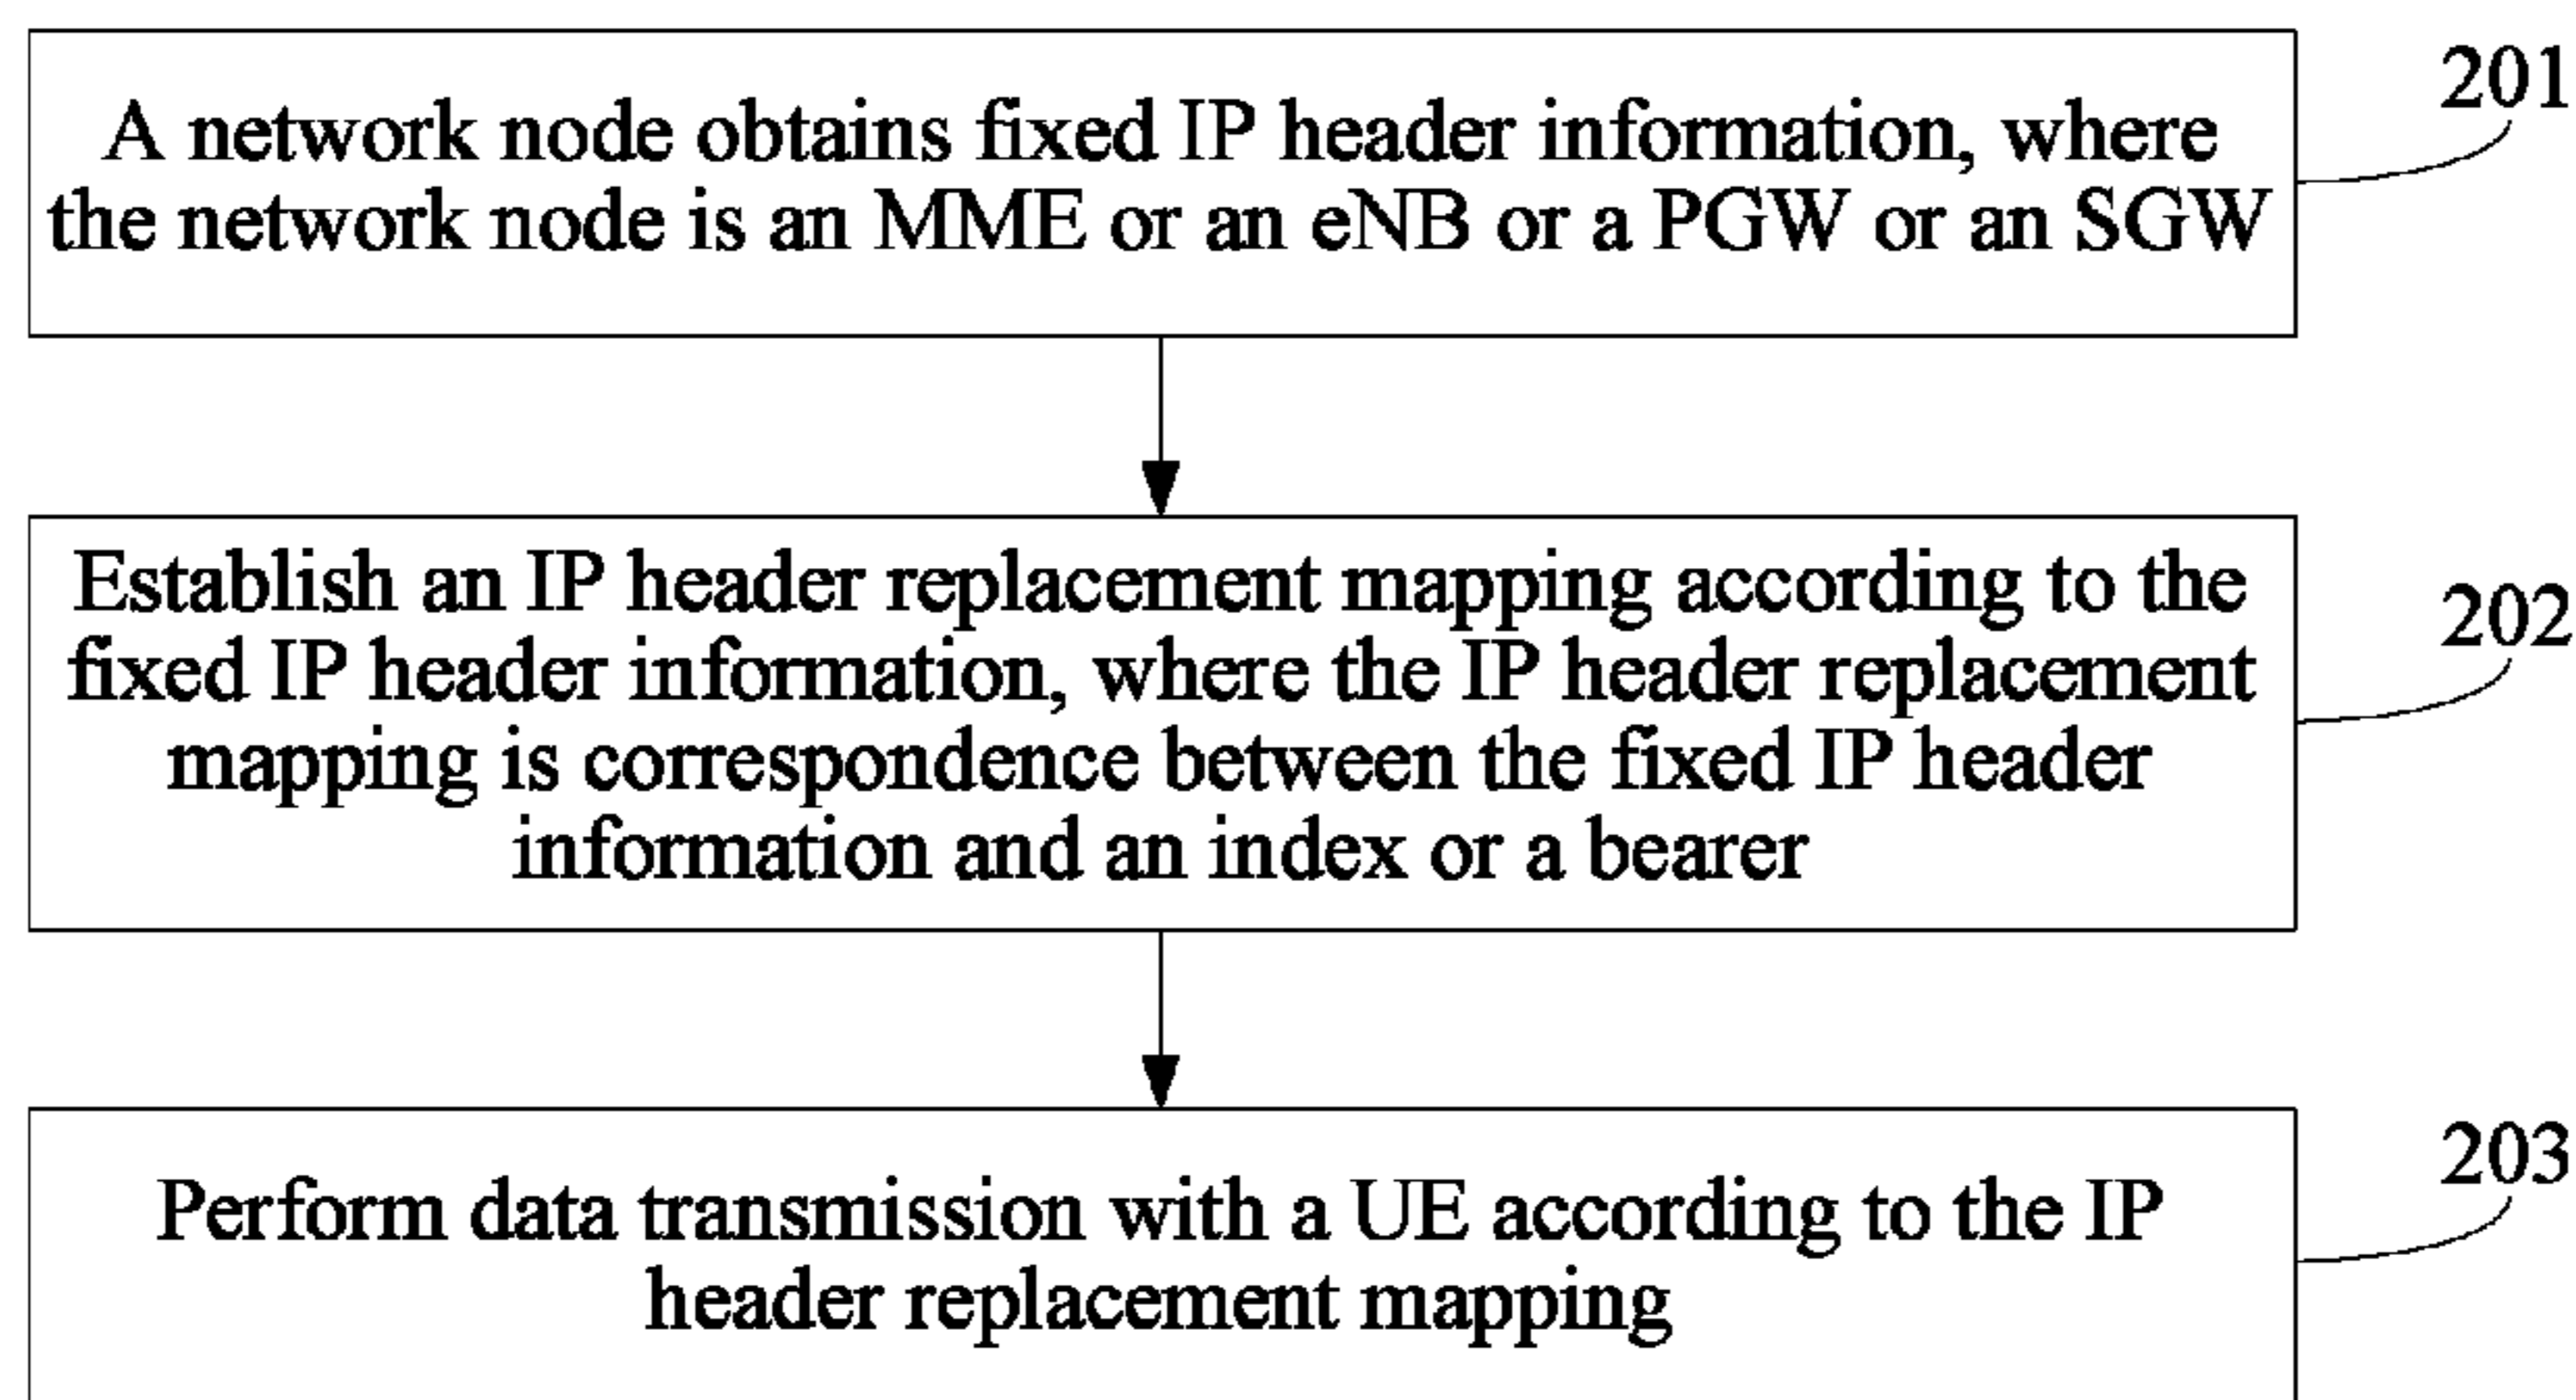 A network node obtains fixed IP header information, where
the network node is an MME or an eNB or a PGW or an SGW
201
Establish an IP header replacement mapping according to the
fixed IP header information, where the IP header replacement
mapping is correspondence between the fixed IP header
information and an index or a bearer
202
Perform data transmission with a UE according to the IP
header replacement mapping
203